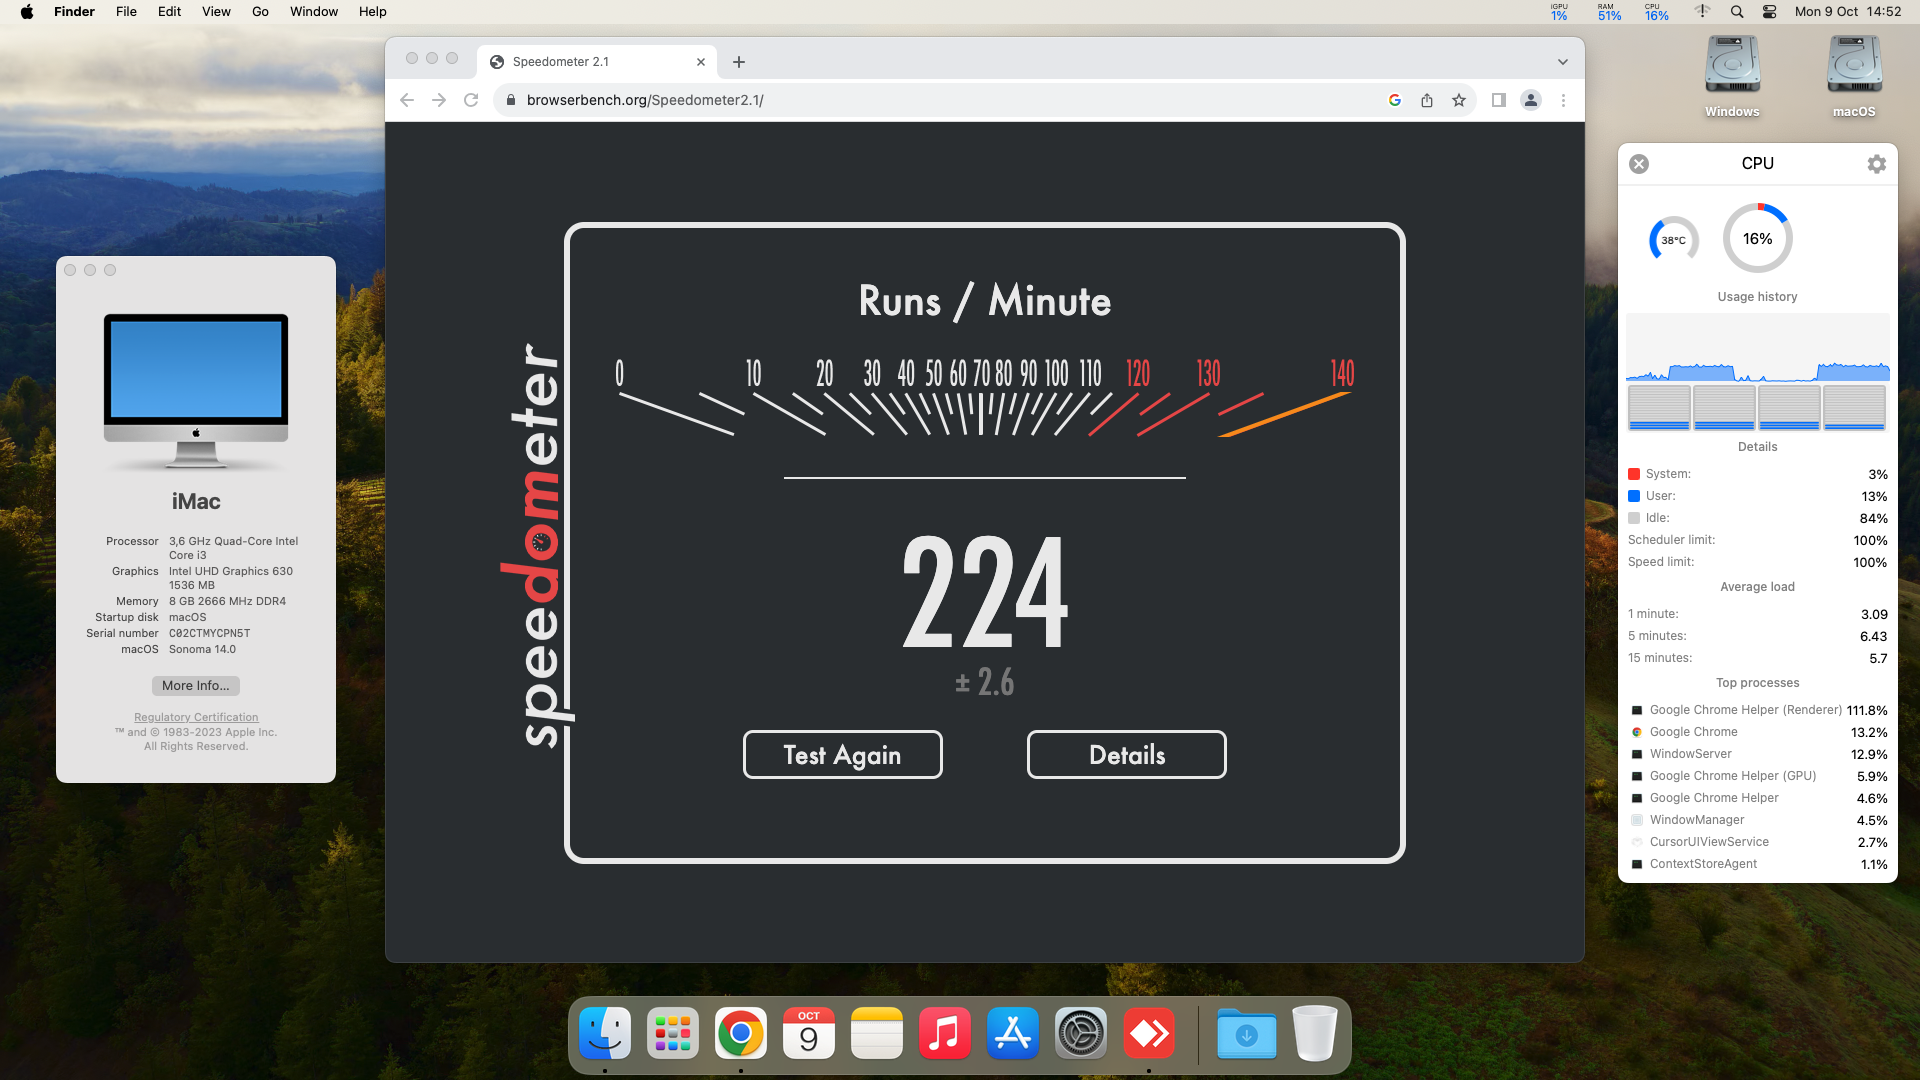 Finder File Edit View Go Window Help
iGPU 1% RAM 51% CPU 16% Mon 9 Oct 14:52
Speedometer 2.1
browserbench.org/Speedometer2.1/
Windows
macOS
iMac
Processor 3,6 GHz Quad-Core Intel
Core i3
Graphics Intel UHD Graphics 630
1536 MB
Memory 8 GB 2666 MHz DDR4
Startup disk macOS
Serial number C02CTMYCPN5T
macOS Sonoma 14.0
More Info...
Regulatory Certification
™ and © 1983-2023 Apple Inc.
All Rights Reserved.
speedometer
Runs / Minute
0 10 20 30 40 50 60 70 80 90 100 110 120 130 140
224
± 2.6
Test Again
Details
CPU
38°C
16%
Usage history
Details
System: 3%
User: 13%
Idle: 84%
Scheduler limit: 100%
Speed limit: 100%
Average load
1 minute: 3.09
5 minutes: 6.43
15 minutes: 5.7
Top processes
Google Chrome Helper (Renderer) 111.8%
Google Chrome 13.2%
WindowServer 12.9%
Google Chrome Helper (GPU) 5.9%
Google Chrome Helper 4.6%
WindowManager 4.5%
CursorUIViewService 2.7%
ContextStoreAgent 1.1%
OCT
9